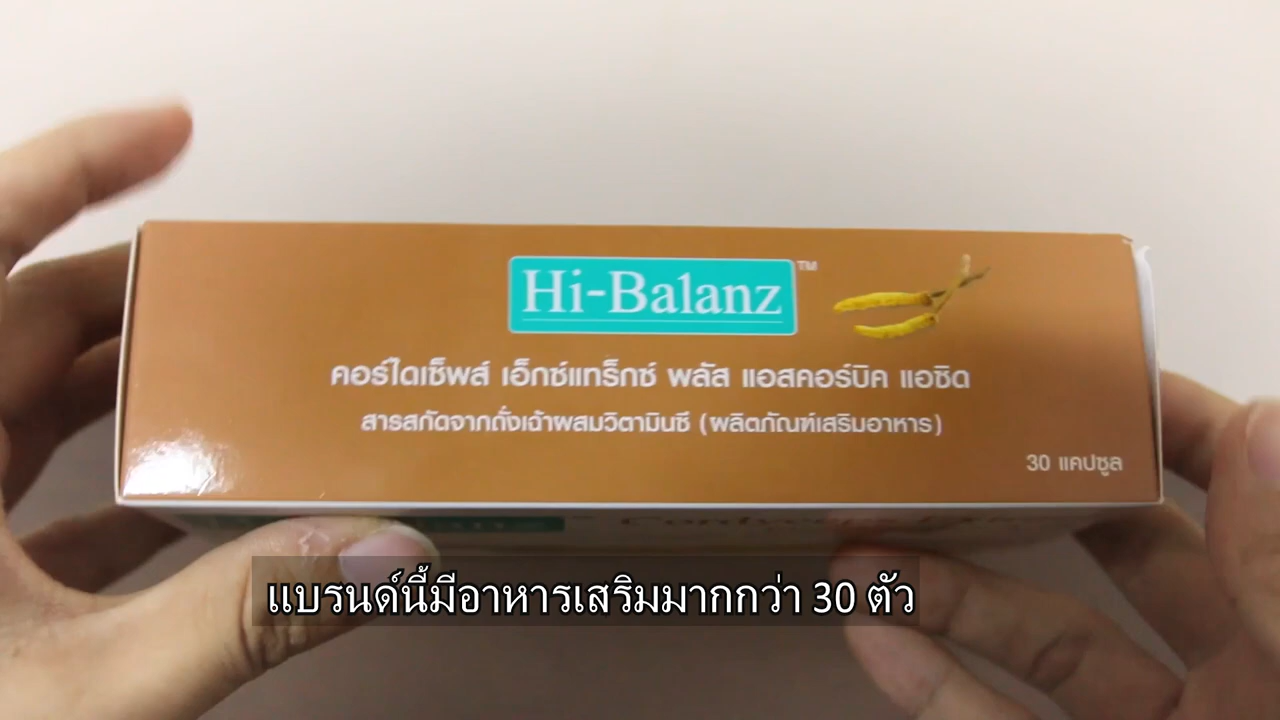 Hi-Balanz™
คอร์ไดเซ็พส์ เอ็กซ์แทร็กซ์ พลัส แอสคอร์บิค แอซิด
สารสกัดจากถั่งเฉ้าผสมวิตามินซี (ผลิตภัณฑ์เสริมอาหาร)
30 แคปซูล
แบรนด์นี้มีอาหารเสริมมากกว่า 30 ตัว